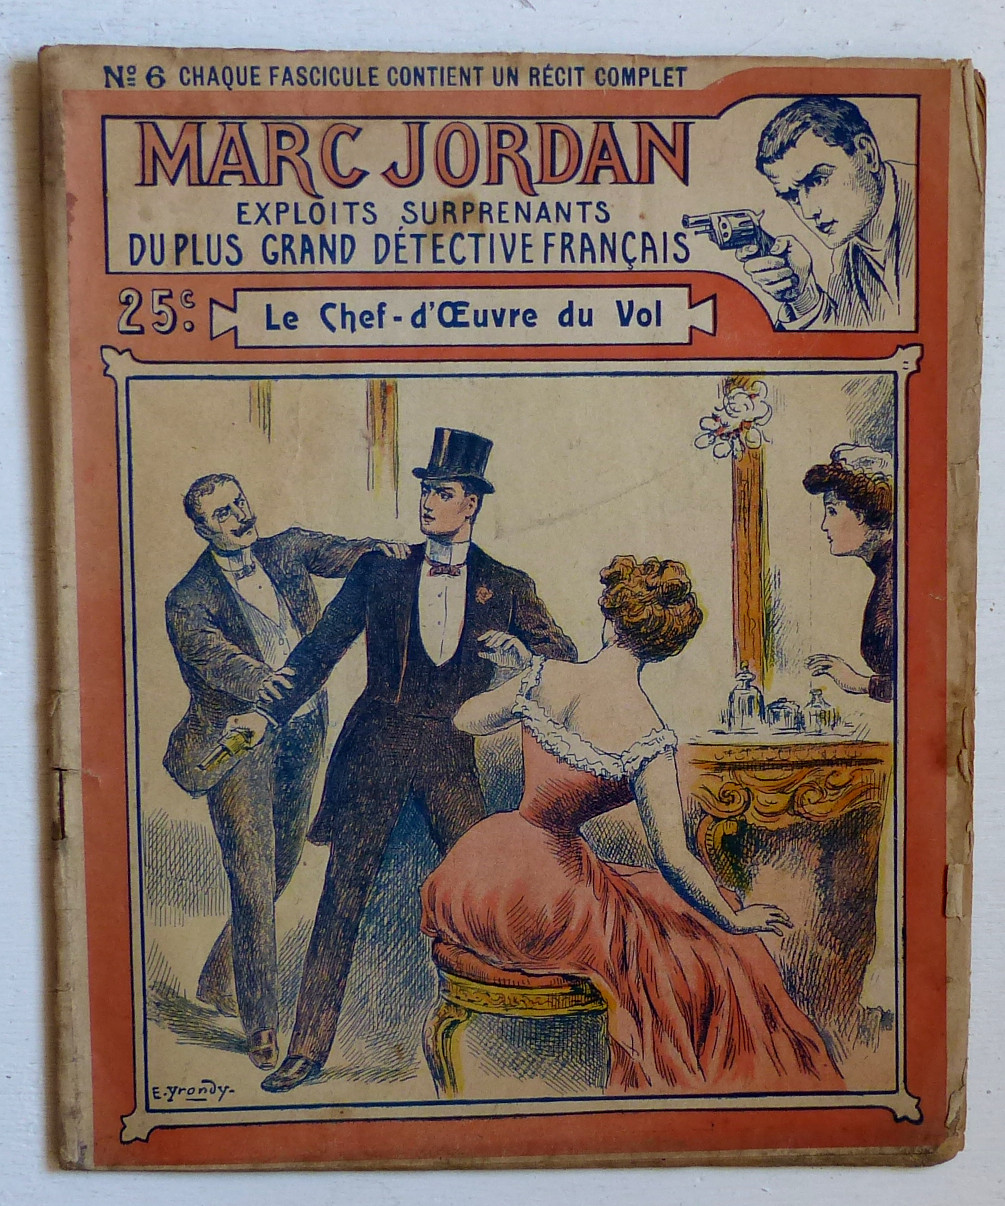 Nº 6 CHAQUE FASCICULE CONTIENT UN RÉCIT COMPLET
MARC JORDAN
EXPLOITS SURPRENANTS
DU PLUS GRAND DÉTECTIVE FRANÇAIS
25c.
Le Chef-d'Œuvre du Vol
E. Yrondy-